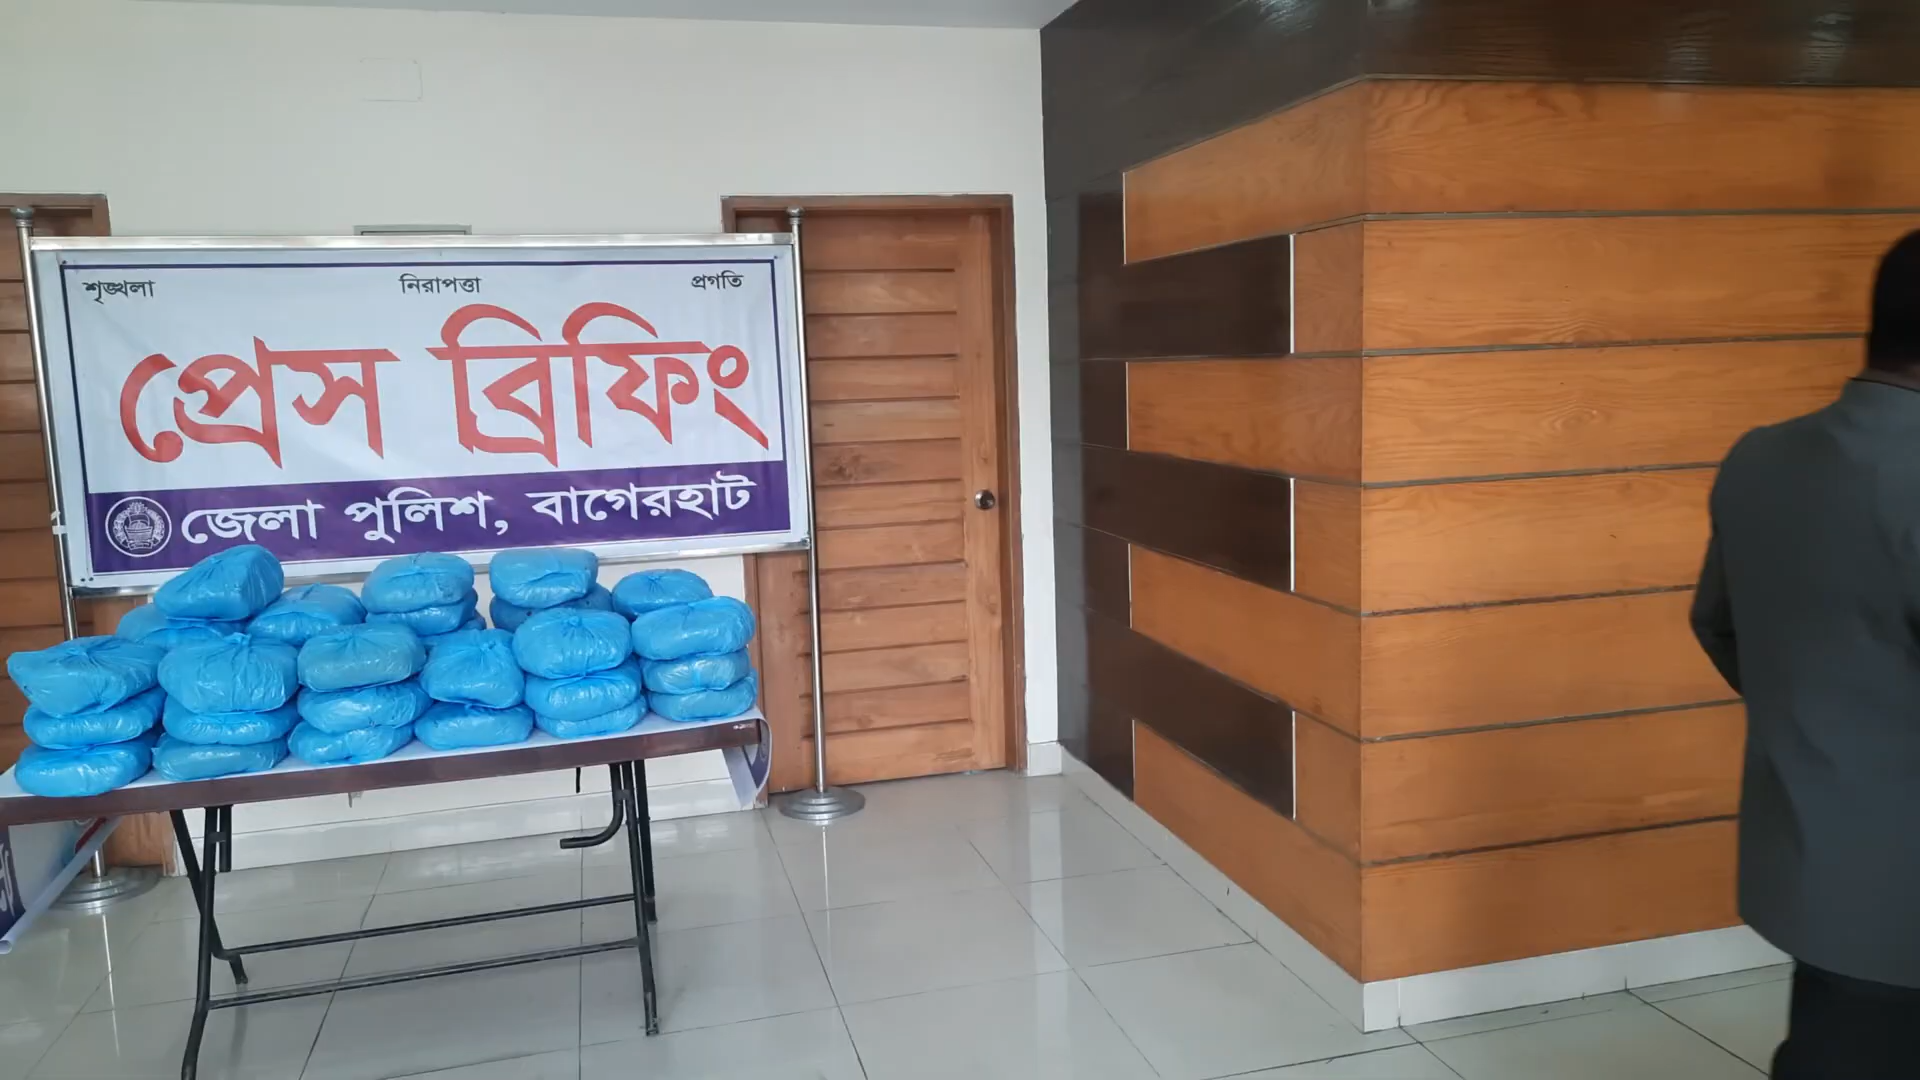 শৃঙ্খলা নিরাপত্তা প্রগতি
প্রেস ব্রিফিং
জেলা পুলিশ, বাগেরহাট